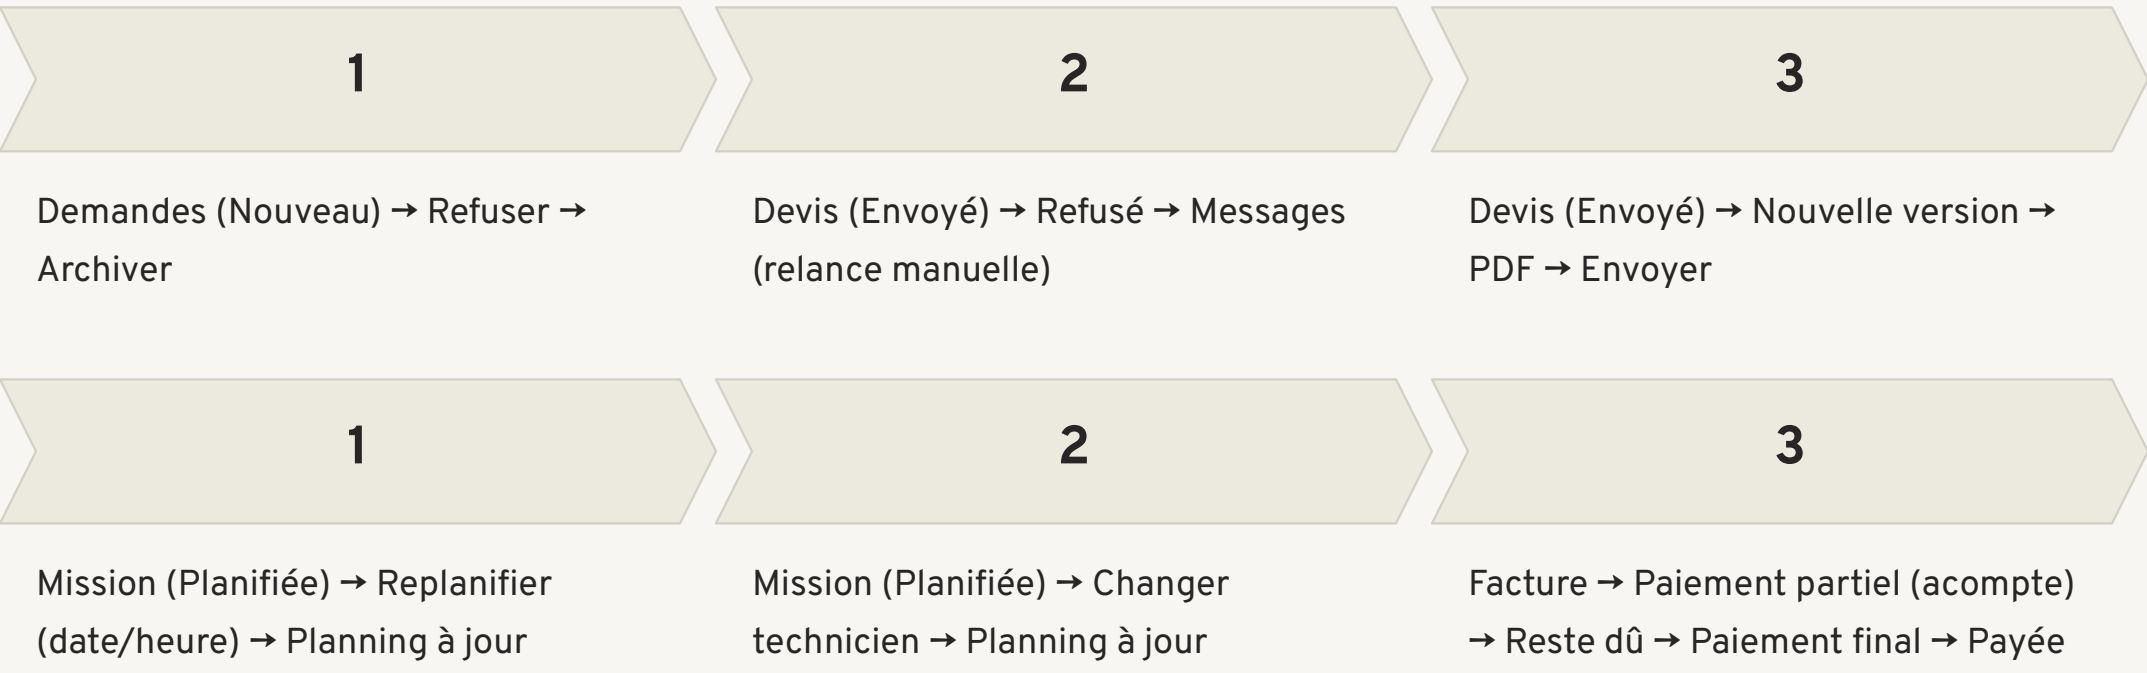 1
2
3
Demandes (Nouveau) → Refuser →
Archiver
Devis (Envoyé) → Refusé → Messages
(relance manuelle)
Devis (Envoyé) → Nouvelle version →
PDF → Envoyer
1
2
3
Mission (Planifiée) → Replanifier
(date/heure) → Planning à jour
Mission (Planifiée) → Changer
technicien → Planning à jour
Facture → Paiement partiel (acompte)
→ Reste dû → Paiement final → Payée